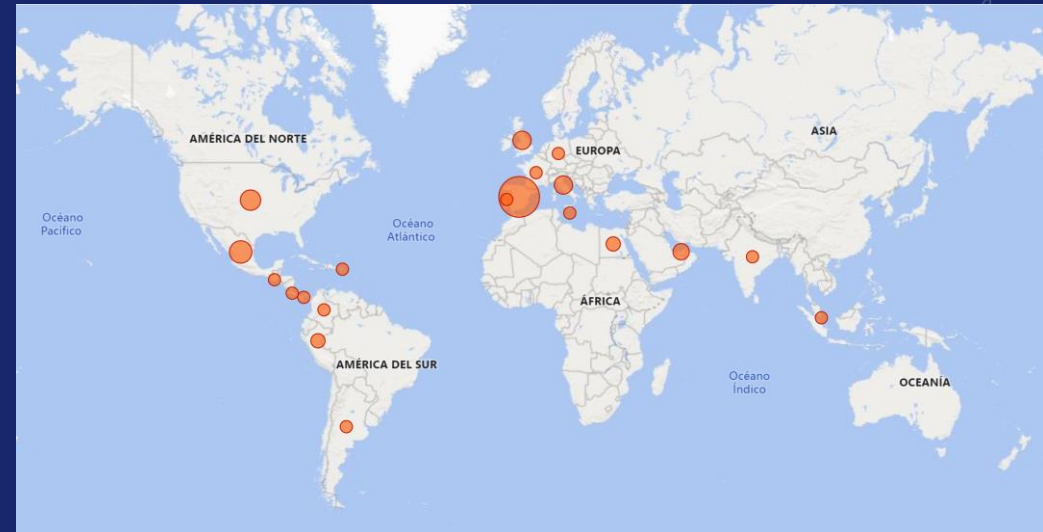 AMÉRICA DEL NORTE
ASIA
EUROPA
Océano
Pacífico
Océano
Atlántico
ÁFRICA
AMÉRICA DEL SUR
Océano
Índico
OCEANÍA